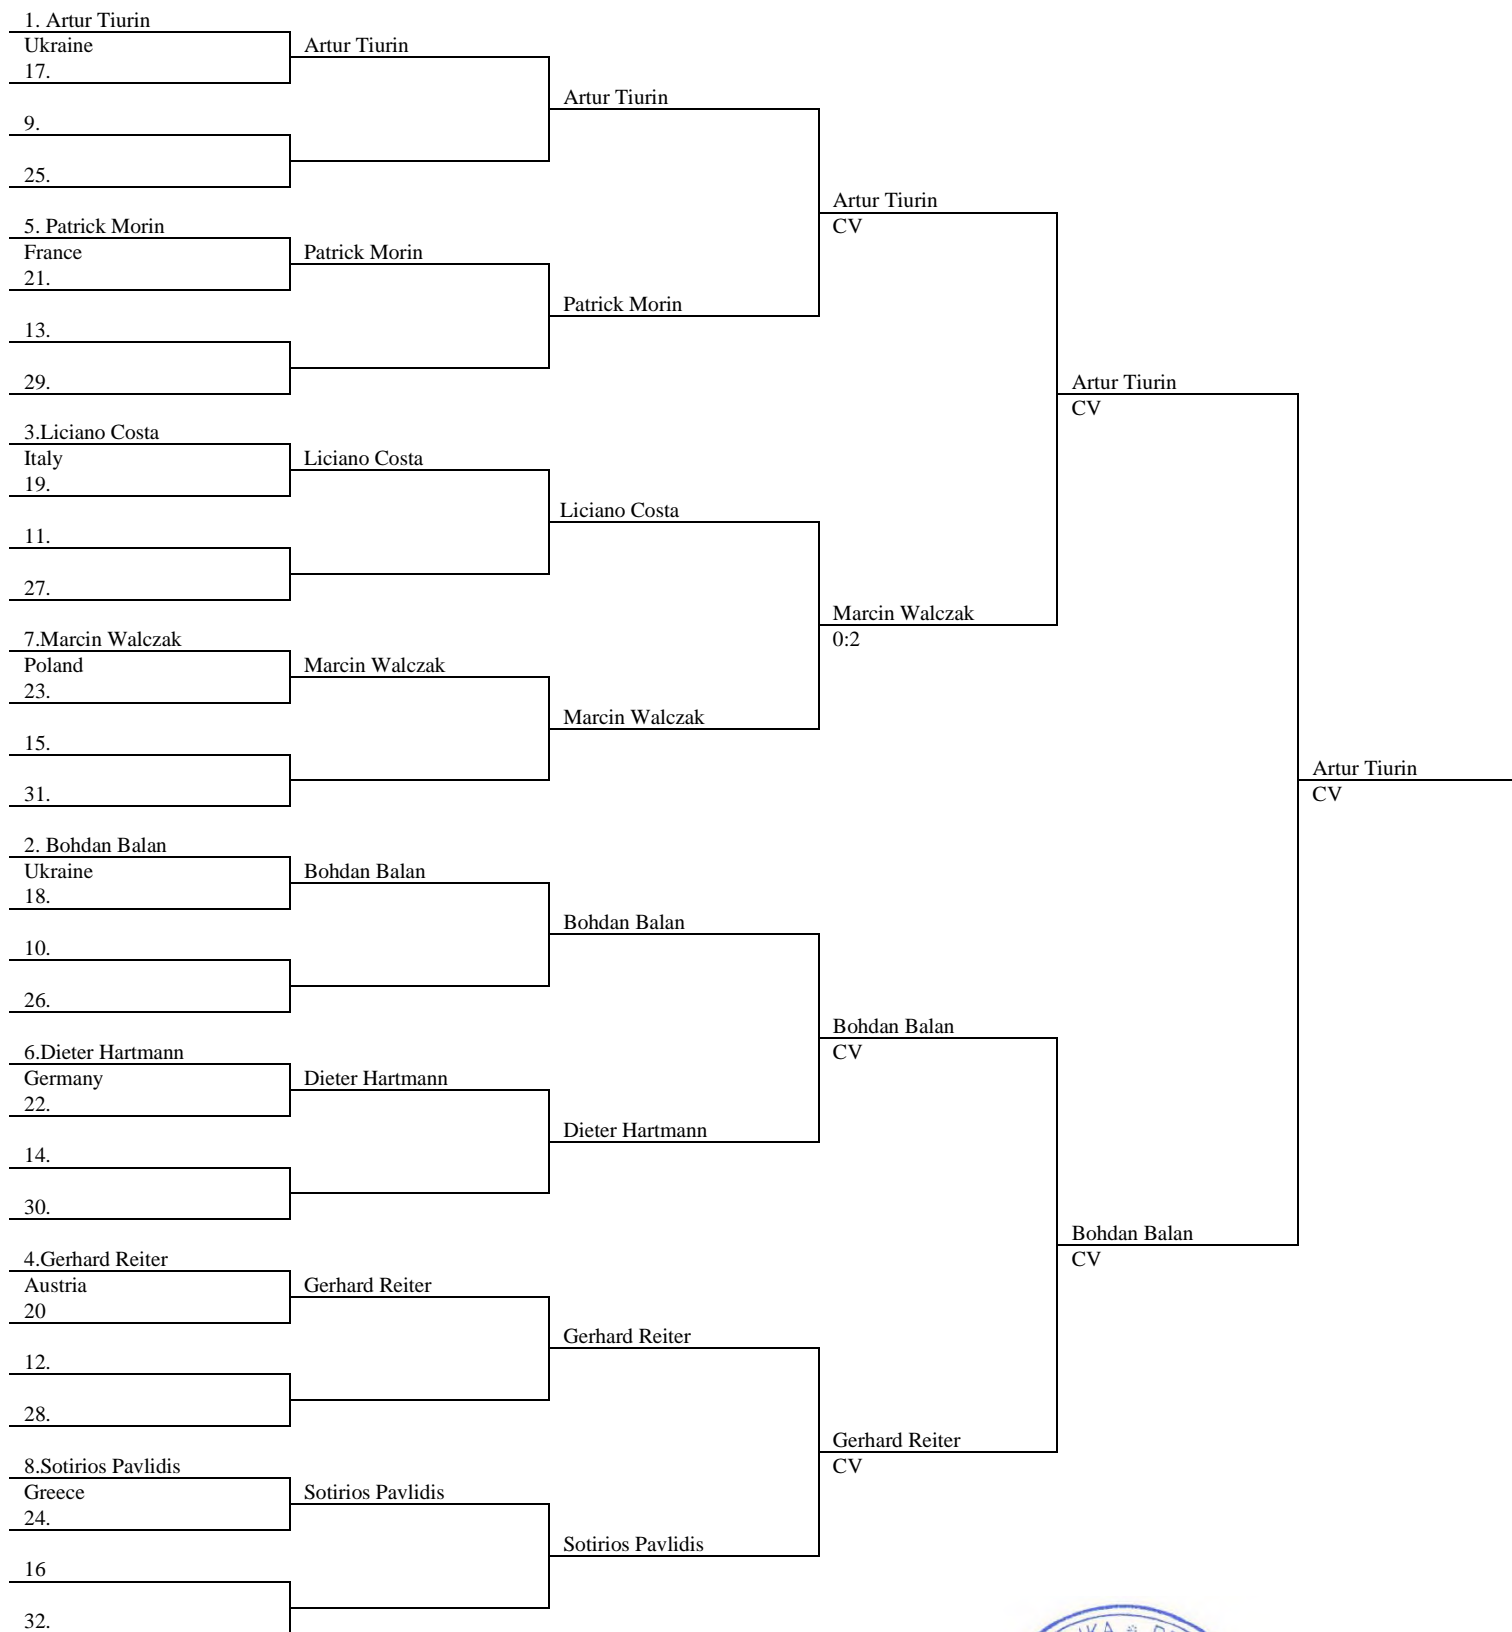 1. Artur Tiurin
Ukraine
17.
9.
25.
5. Patrick Morin
France
21.
13.
29.
3.Liciano Costa
Italy
19.
11.
27.
7.Marcin Walczak
Poland
23.
15.
31.
2. Bohdan Balan
Ukraine
18.
10.
26.
6.Dieter Hartmann
Germany
22.
14.
30.
4.Gerhard Reiter
Austria
20
12.
28.
8.Sotirios Pavlidis
Greece
24.
16
32.
Artur Tiurin
Patrick Morin
Liciano Costa
Marcin Walczak
Bohdan Balan
Dieter Hartmann
Gerhard Reiter
Sotirios Pavlidis
Artur Tiurin
Patrick Morin
Liciano Costa
Marcin Walczak
Bohdan Balan
Dieter Hartmann
Gerhard Reiter
Sotirios Pavlidis
Artur Tiurin
CV
Marcin Walczak
0:2
Bohdan Balan
CV
Gerhard Reiter
CV
Artur Tiurin
CV
Bohdan Balan
CV
Artur Tiurin
CV